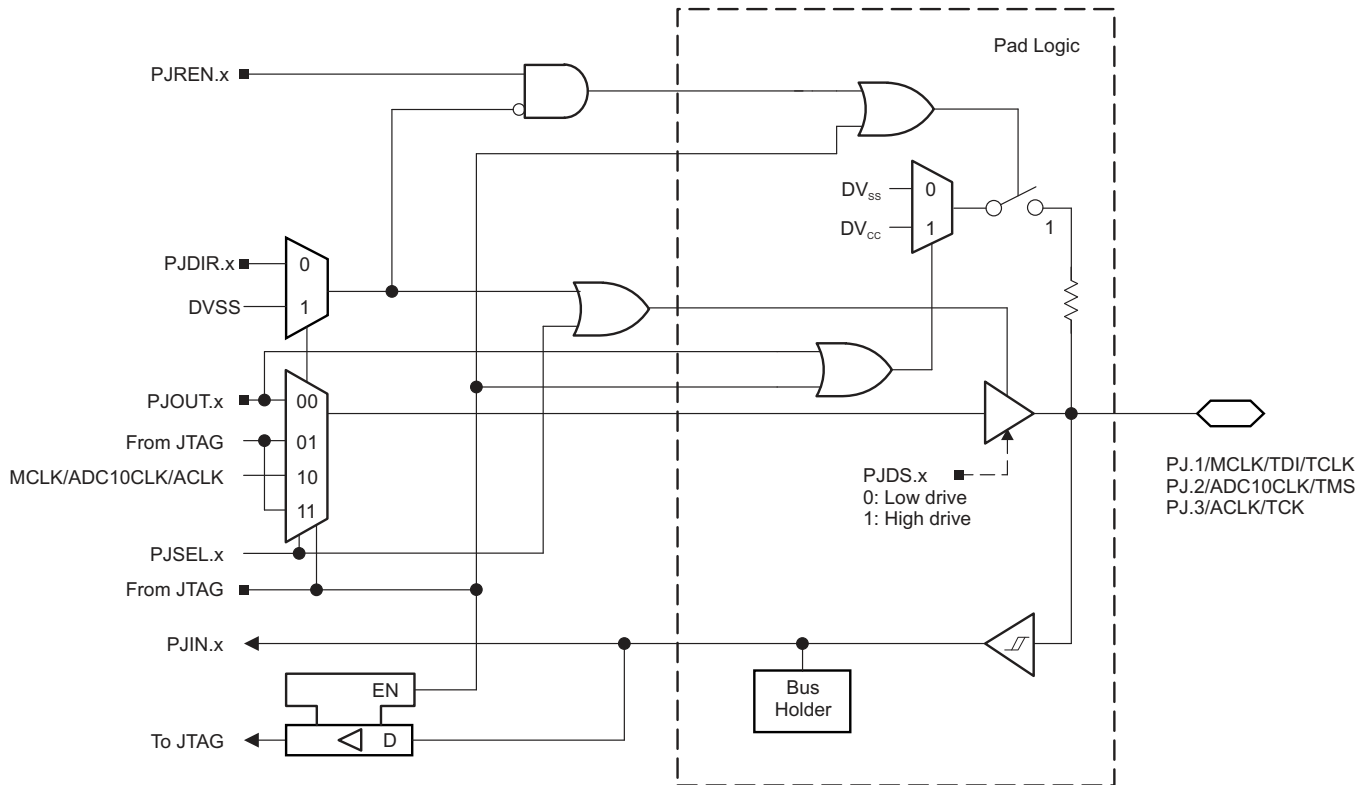 Pad Logic
PJREN.x
DVSS
0
DVCC
1
1
PJDIR.x
0
DVSS
1
PJOUT.x
00
From JTAG
01
MCLK/ADC10CLK/ACLK
10
11
PJDS.x
0: Low drive
1: High drive
PJ.1/MCLK/TDI/TCLK
PJ.2/ADC10CLK/TMS
PJ.3/ACLK/TCK
PJSEL.x
From JTAG
PJIN.x
EN
Bus
Holder
To JTAG
D